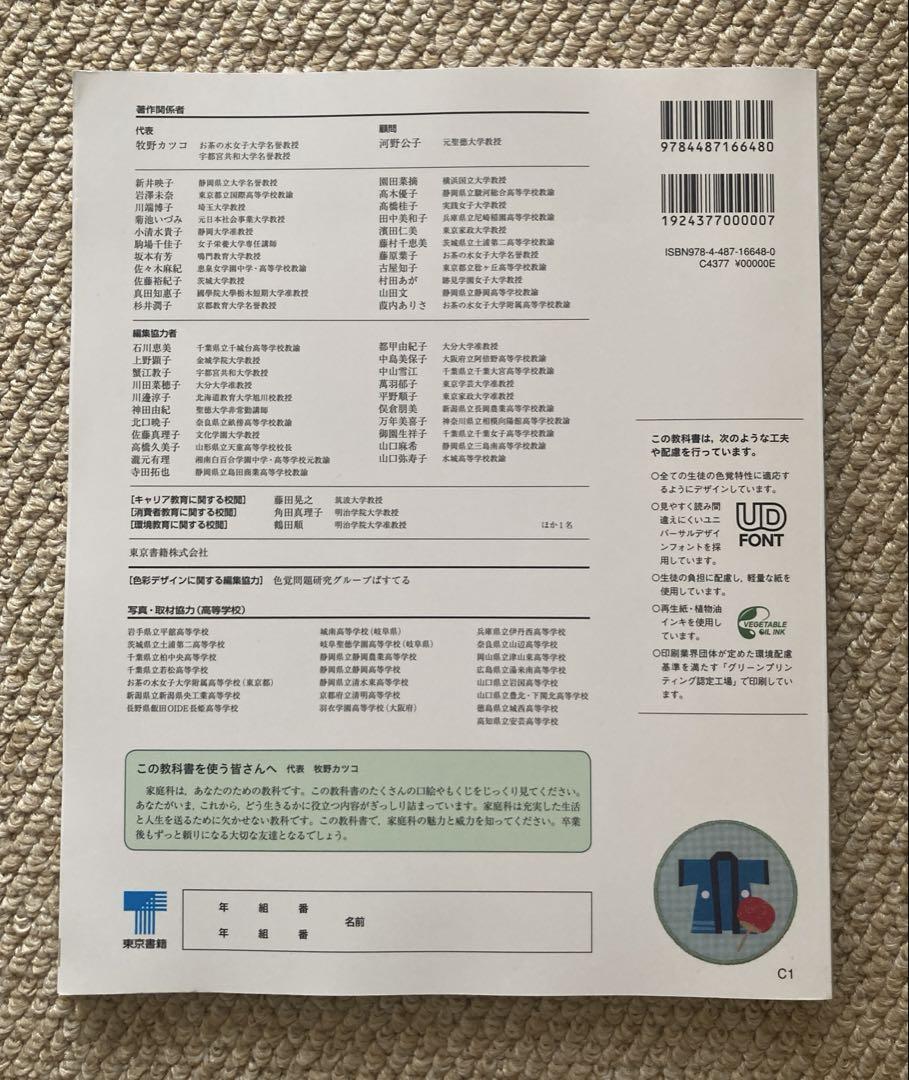 著作関係者
代表
牧野カツコ お茶の水女子大学名誉教授
宇都宮共和大学名誉教授
顧問
河野公子 元聖徳大学教授
新井映子 静岡県立大学名誉教授
岩澤未奈 東京都立国際高等学校教諭
川端博子 埼玉大学教授
菊池いづみ 元日本社会事業大学教授
小清水貴子 静岡大学准教授
駒場千佳子 女子栄養大学専任講師
坂本有芳 鳴門教育大学教授
佐々木麻紀 恵泉女学園中学・高等学校教諭
佐藤裕紀子 茨城大学教授
真田知恵子 國學院大學栃木短期大学准教授
杉井潤子 京都教育大学名誉教授
園田菜摘 横浜国立大学教授
髙木優子 静岡県立駿河総合高等学校教諭
高橋桂子 実践女子大学教授
田中美和子 兵庫県立尼崎稲園高等学校教諭
濱田仁美 東京家政大学教授
藤村千恵美 茨城県立土浦第二高等学校教諭
藤原葉子 お茶の水女子大学名誉教授
古屋知子 東京都立稔ヶ丘高等学校教諭
村田あが 跡見学園女子大学教授
山田文 静岡県立静岡高等学校教諭
葭内ありさ お茶の水女子大学附属高等学校教諭
編集協力者
石川恵美 千葉県立千城台高等学校教諭
上野顕子 金城学院大学教授
蟹江教子 宇都宮共和大学教授
川田菜穂子 大分大学准教授
川邊淳子 北海道教育大学旭川校教授
神田由紀 聖徳大学非常勤講師
北口暁子 奈良県立畝傍高等学校教諭
佐藤真理子 文化学園大学教授
高橋久美子 山形県立天童高等学校校長
瀧元有理 湘南白百合学園中学・高等学校元教諭
寺田拓也 静岡県立島田商業高等学校教諭
都甲由紀子 大分大学准教授
中島美保子 大阪府立阿倍野高等学校教諭
中山雪江 千葉県立千葉大宮高等学校教諭
萬羽郁子 東京学芸大学准教授
平野順子 東京家政大学准教授
俣倉朋美 新潟県立長岡農業高等学校教諭
万年美喜子 神奈川県立相模向陽館高等学校教諭
御園生祥子 千葉県立千葉女子高等学校教諭
山口麻希 静岡県立三島南高等学校教諭
山口弥寿子 水城高等学校教諭
[キャリア教育に関する校閲] 藤田晃之 筑波大学教授
[消費者教育に関する校閲] 角田真理子 明治学院大学教授
[環境教育に関する校閲] 鶴田順 明治学院大学准教授 ほか1名
東京書籍株式会社
[色彩デザインに関する編集協力] 色覚問題研究グループぱすてる
写真・取材協力(高等学校)
岩手県立平舘高等学校
茨城県立土浦第二高等学校
千葉県立柏中央高等学校
千葉県立若松高等学校
お茶の水女子大学附属高等学校(東京都)
新潟県立新潟県央工業高等学校
長野県飯田OIDE長姫高等学校
城南高等学校(岐阜県)
岐阜聖徳学園高等学校(岐阜県)
静岡県立静岡農業高等学校
静岡県立静岡高等学校
静岡県立清水東高等学校
京都府立清明高等学校
羽衣学園高等学校(大阪府)
兵庫県立伊丹西高等学校
奈良県立山辺高等学校
岡山県立津山東高等学校
広島県立湯来南高等学校
山口県立岩国高等学校
山口県立豊北・下関北高等学校
徳島県立城西高等学校
高知県立安芸高等学校
この教科書を使う皆さんへ 代表 牧野カツコ
家庭科は,あなたのための教科です。この教科書のたくさんの口絵やもくじをじっくり見てください。
あなたがいま,これから,どう生きるかに役立つ内容がぎっしり詰まっています。家庭科は充実した生活
と人生を送るために欠かせない教科です。この教科書で,家庭科の魅力と威力を知ってください。卒業
後もずっと頼りになる大切な友達となるでしょう。
東京書籍
年 組 番
年 組 番
名前
9784487166480
1924377000007
ISBN978-4-487-16648-0
C4377 ¥00000E
この教科書は,次のような工夫
や配慮を行っています。
○全ての生徒の色覚特性に適応す
るようにデザインしています。
○見やすく読み間
違えにくいユニ
バーサルデザイ
ンフォントを採
用しています。
UD
FONT
○生徒の負担に配慮し,軽量な紙を
使用しています。
○再生紙・植物油
インキを使用し
ています。
VEGETABLE
OIL INK
○印刷業界団体が定めた環境配慮
基準を満たす「グリーンプリン
ティング認定工場」で印刷してい
ます。
C1